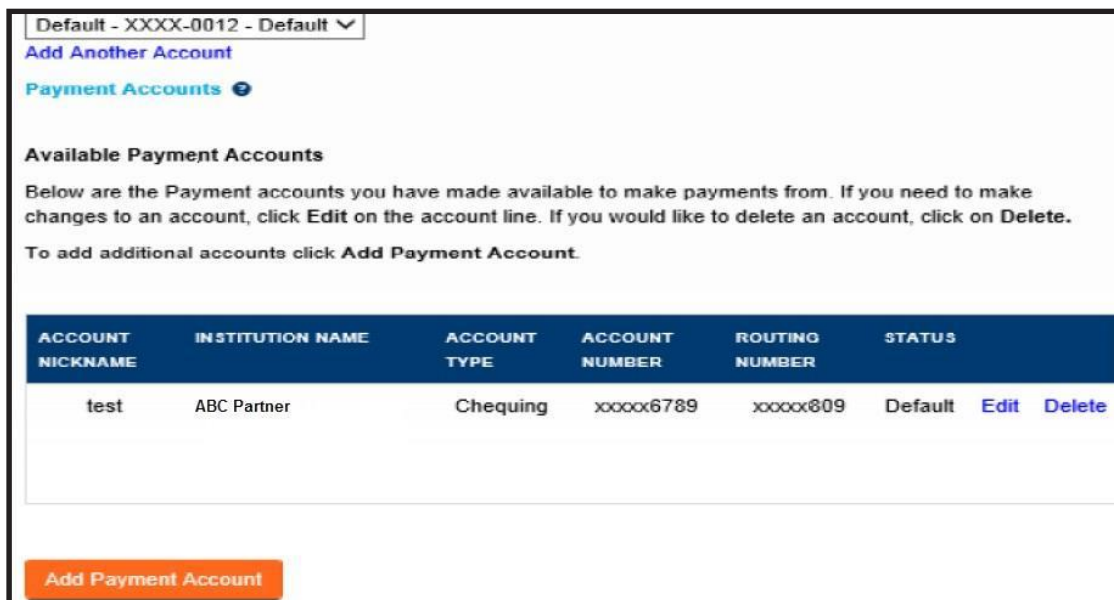 Default - XXXX-0012 - Default
Add Another Account
Payment Accounts ?
Available Payment Accounts
Below are the Payment accounts you have made available to make payments from. If you need to make
changes to an account, click Edit on the account line. If you would like to delete an account, click on Delete.
To add additional accounts click Add Payment Account.
ACCOUNT NICKNAME INSTITUTION NAME ACCOUNT TYPE ACCOUNT NUMBER ROUTING NUMBER STATUS
test ABC Partner Chequing xxxxx6789 xxxxx809 Default Edit Delete
Add Payment Account